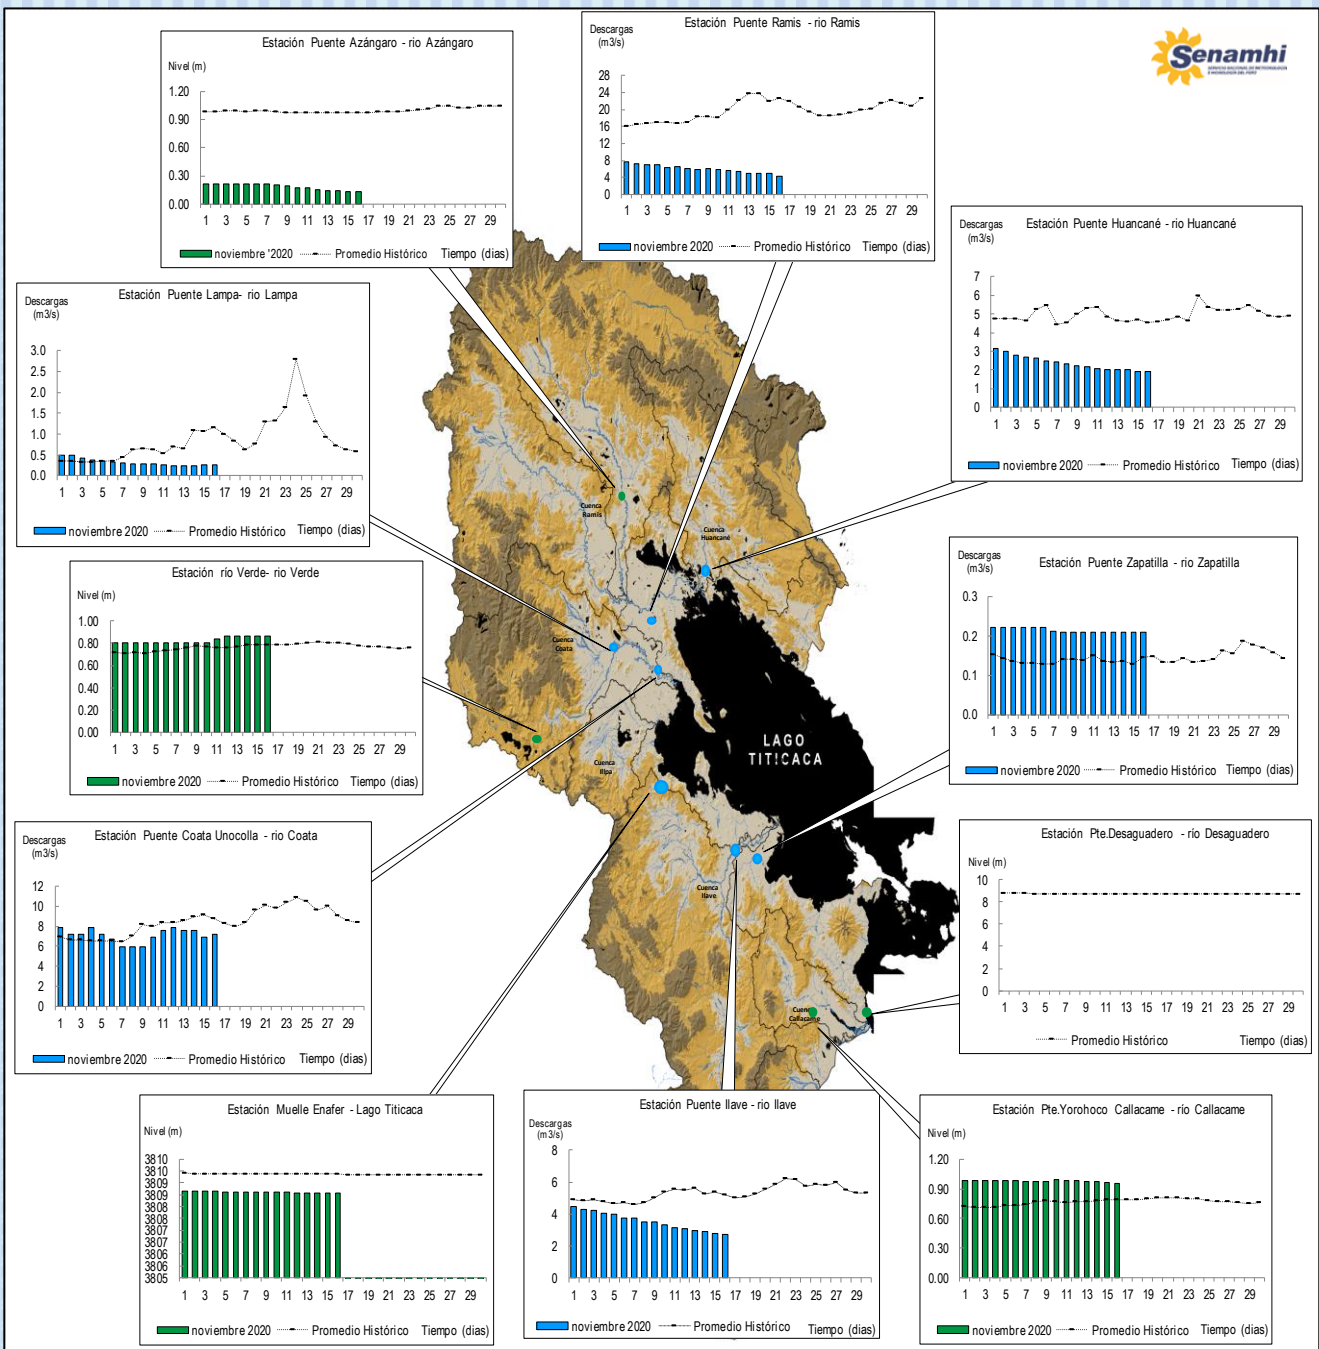 Senamhi
SERVICIO NACIONAL DE METEOROLOGÍA
E HIDROLOGÍA DEL PERÚ
Estación Puente Azángaro - rio Azángaro
Nivel (m)
1.20
0.90
0.60
0.30
0.00
1 3 5 7 9 11 13 15 17 19 21 23 25 27 29
noviembre '2020 Promedio Histórico Tiempo (dias)
Estación Puente Ramis - rio Ramis
Descargas
(m3/s)
28
24
20
16
12
8
4
0
1 3 5 7 9 11 13 15 17 19 21 23 25 27 29
noviembre 2020 Promedio Histórico Tiempo (dias)
Estación Puente Huancané - rio Huancané
Descargas
(m3/s)
7
6
5
4
3
2
1
0
1 3 5 7 9 11 13 15 17 19 21 23 25 27 29
noviembre 2020 Promedio Histórico Tiempo (dias)
Estación Puente Lampa- rio Lampa
Descargas
(m3/s)
3.0
2.5
2.0
1.5
1.0
0.5
0.0
1 3 5 7 9 11 13 15 17 19 21 23 25 27 29
noviembre 2020 Promedio Histórico Tiempo (dias)
Estación río Verde- rio Verde
Nivel (m)
1.00
0.80
0.60
0.40
0.20
0.00
1 3 5 7 9 11 13 15 17 19 21 23 25 27 29
noviembre 2020 Promedio Histórico Tiempo (dias)
Estación Puente Zapatilla - rio Zapatilla
Descargas
(m3/s)
0.3
0.2
0.1
0.0
1 3 5 7 9 11 13 15 17 19 21 23 25 27 29
noviembre 2020 Promedio Histórico Tiempo (dias)
Cuenca
Ramis
Cuenca
Huancané
Cuenca
Coata
Cuenca
Illpa
LAGO
TITICACA
Cuenca
Ilave
Cuenca
Callacame
Estación Puente Coata Unocolla - rio Coata
Descargas
(m3/s)
12
10
8
6
4
2
0
1 3 5 7 9 11 13 15 17 19 21 23 25 27 29
noviembre 2020 Promedio Histórico Tiempo (dias)
Estación Pte.Desaguadero - río Desaguadero
Nivel (m)
10
8
6
4
2
0
1 3 5 7 9 11 13 15 17 19 21 23 25 27 29
Promedio Histórico Tiempo (dias)
Estación Muelle Enafer - Lago Titicaca
Nivel (m)
3810
3810
3809
3809
3808
3808
3807
3807
3806
3806
3805
1 3 5 7 9 11 13 15 17 19 21 23 25 27 29
noviembre 2020 Promedio Histórico Tiempo (dias)
Estación Puente Ilave - rio Ilave
Descargas
(m3/s)
8
6
4
2
0
1 3 5 7 9 11 13 15 17 19 21 23 25 27 29
noviembre 2020 Promedio Histórico Tiempo (dias)
Estación Pte.Yorohoco Callacame - río Callacame
Nivel (m)
1.20
0.90
0.60
0.30
0.00
1 3 5 7 9 11 13 15 17 19 21 23 25 27 29
noviembre 2020 Promedio Histórico Tiempo (dias)